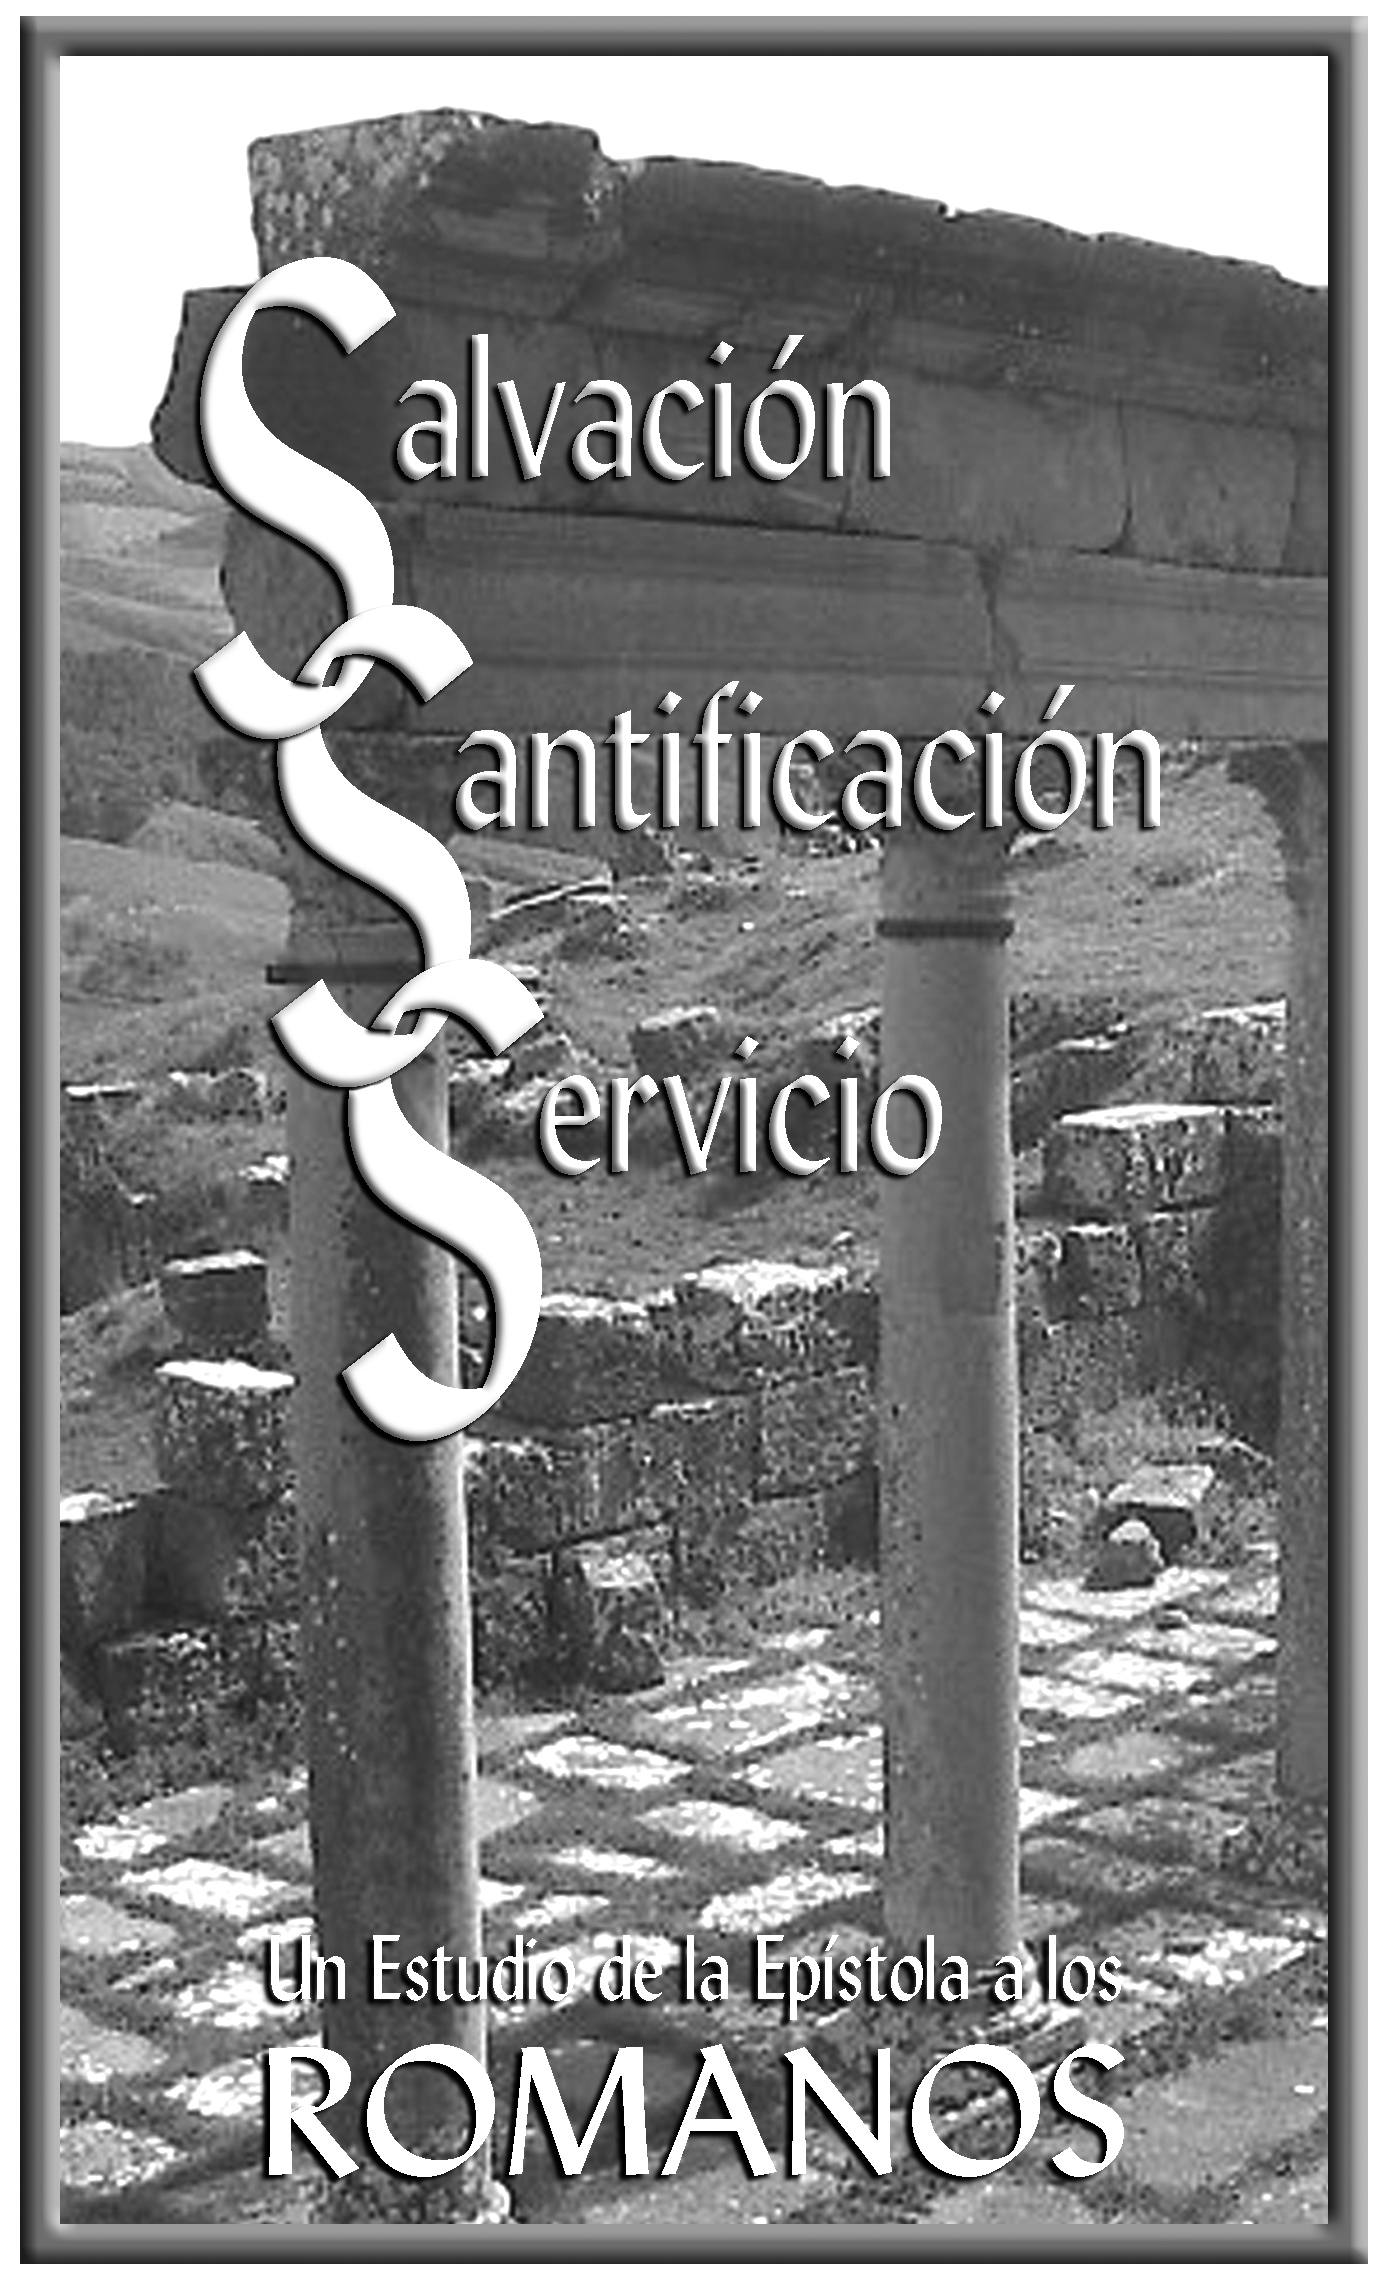 Salvación
Santificación
Servicio
Un Estudio de la Epístola a los
ROMANOS